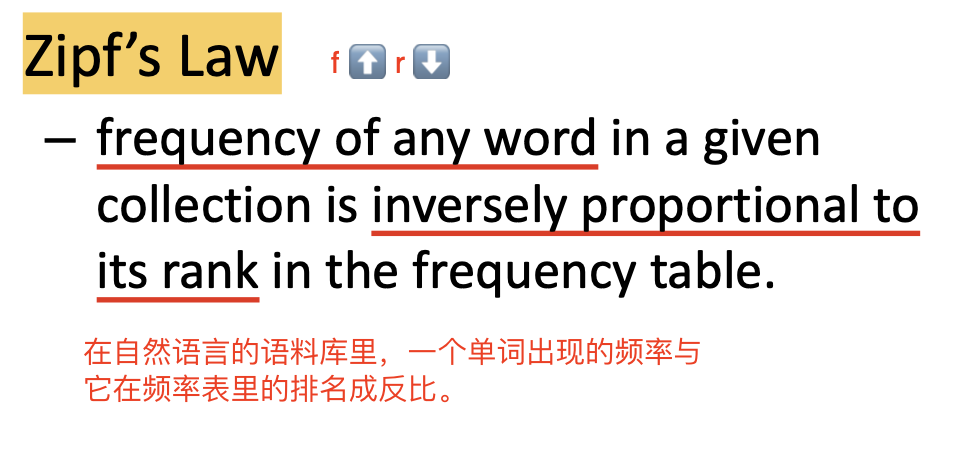 Zipf’s Law f ⬆️ r ⬇️
– frequency of any word in a given
collection is inversely proportional to
its rank in the frequency table.
在自然语言的语料库里，一个单词出现的频率与
它在频率表里的排名成反比。